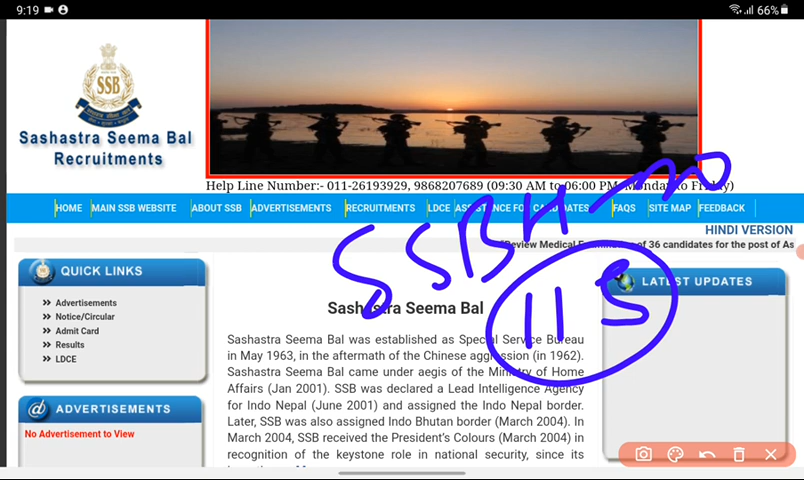 9:19
66%
SSB
Sashastra Seema Bal
Recruitments
Help Line Number:- 011-26193929, 9868207689 (09:30 AM to 06:00 PM, Monday to Friday)
HOME MAIN SSB WEBSITE ABOUT SSB ADVERTISEMENTS RECRUITMENTS LDCE ASSISTANCE FOR CANDIDATES FAQS SITE MAP FEEDBACK
HINDI VERSION
"Review Medical Examination of 36 candidates for the post of As
QUICK LINKS
Advertisements
Notice/Circular
Admit Card
Results
LDCE
ADVERTISEMENTS
No Advertisement to View
Sashastra Seema Bal
Sashastra Seema Bal was established as Special Service Bureau
in May 1963, in the aftermath of the Chinese aggression (in 1962).
Sashastra Seema Bal came under aegis of the Ministry of Home
Affairs (Jan 2001). SSB was declared a Lead Intelligence Agency
for Indo Nepal (June 2001) and assigned the Indo Nepal border.
Later, SSB was also assigned Indo Bhutan border (March 2004). In
March 2004, SSB received the President's Colours (March 2004) in
recognition of the keystone role in national security, since its
LATEST UPDATES
SSB
115